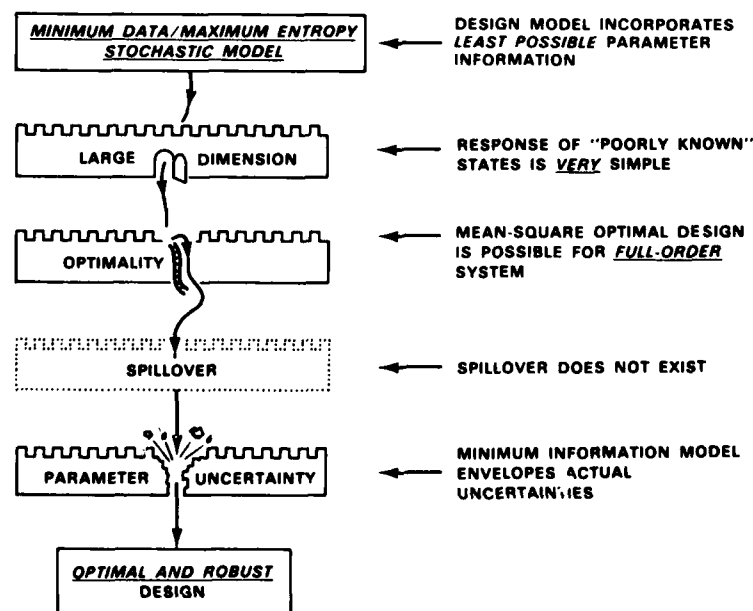 MINIMUM DATA/MAXIMUM ENTROPY
STOCHASTIC MODEL
DESIGN MODEL INCORPORATES
LEAST POSSIBLE PARAMETER
INFORMATION
LARGE DIMENSION
RESPONSE OF "POORLY KNOWN"
STATES IS VERY SIMPLE
OPTIMALITY
MEAN-SQUARE OPTIMAL DESIGN
IS POSSIBLE FOR FULL-ORDER
SYSTEM
SPILLOVER
SPILLOVER DOES NOT EXIST
PARAMETER UNCERTAINTY
MINIMUM INFORMATION MODEL
ENVELOPES ACTUAL
UNCERTAINTIES
OPTIMAL AND ROBUST
DESIGN